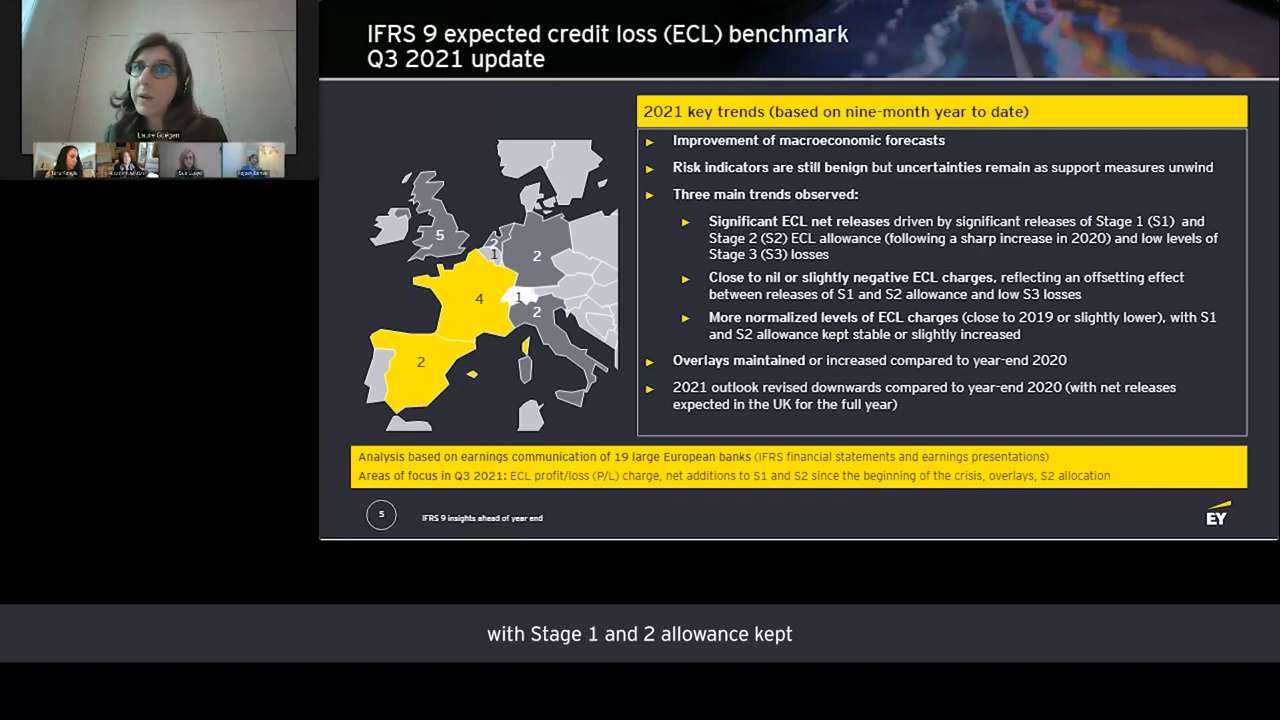 IFRS 9 expected credit loss (ECL) benchmark
Q3 2021 update
Laure Guégan
2021 key trends (based on nine-month year to date)
Improvement of macroeconomic forecasts
Risk indicators are still benign but uncertainties remain as support measures unwind
Three main trends observed:
Significant ECL net releases driven by significant releases of Stage 1 (S1) and
Stage 2 (S2) ECL allowance (following a sharp increase in 2020) and low levels of
Stage 3 (S3) losses
Close to nil or slightly negative ECL charges, reflecting an offsetting effect
between releases of S1 and S2 allowance and low S3 losses
More normalized levels of ECL charges (close to 2019 or slightly lower), with S1
and S2 allowance kept stable or slightly increased
Overlays maintained or increased compared to year-end 2020
2021 outlook revised downwards compared to year-end 2020 (with net releases
expected in the UK for the full year)
5
2
1
2
4
1
2
2
Analysis based on earnings communication of 19 large European banks (IFRS financial statements and earnings presentations)
Areas of focus in Q3 2021: ECL profit/loss (P/L) charge, net additions to S1 and S2 since the beginning of the crisis, overlays, S2 allocation
5
IFRS 9 insights ahead of year end
EY
with Stage 1 and 2 allowance kept